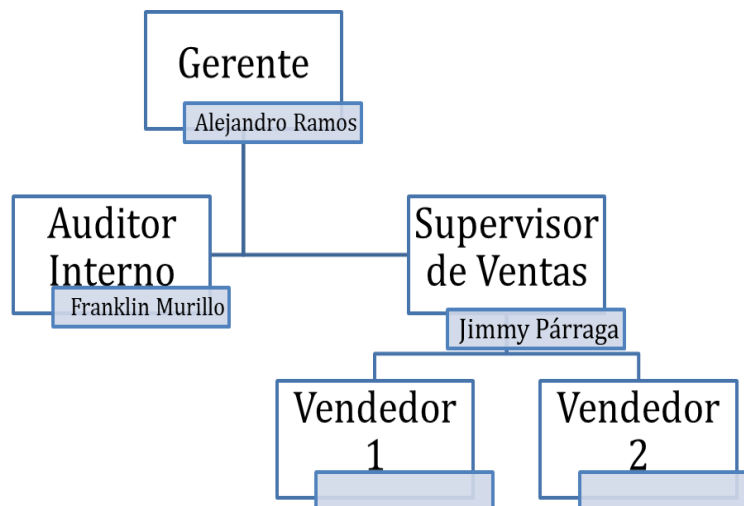 Gerente
Alejandro Ramos
Auditor
Interno
Franklin Murillo
Supervisor
de Ventas
Jimmy Párraga
Vendedor
1
Vendedor
2